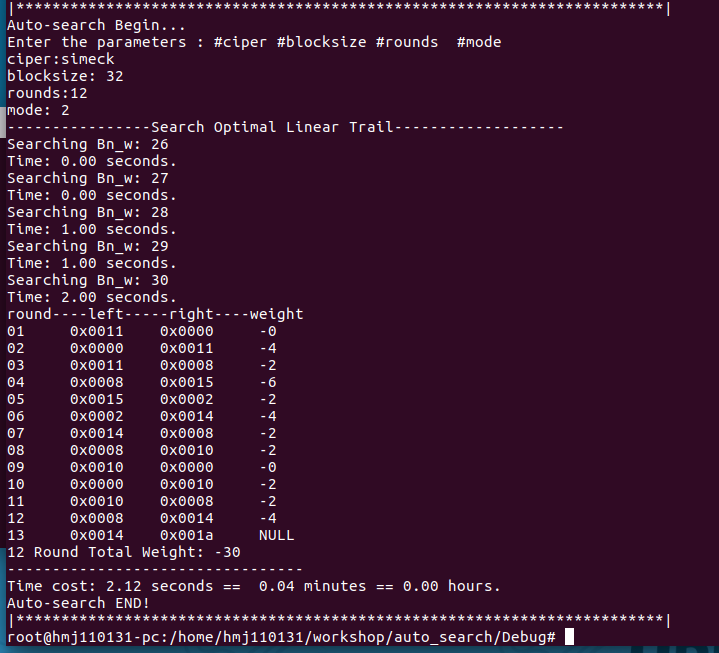 |************************************************************************|
Auto-search Begin...
Enter the parameters : #ciper #blocksize #rounds  #mode
ciper:simeck
blocksize: 32
rounds:12
mode: 2
----------------Search Optimal Linear Trail-------------------
Searching Bn_w: 26
Time: 0.00 seconds.
Searching Bn_w: 27
Time: 0.00 seconds.
Searching Bn_w: 28
Time: 1.00 seconds.
Searching Bn_w: 29
Time: 1.00 seconds.
Searching Bn_w: 30
Time: 2.00 seconds.
round----left-----right----weight
01     0x0011    0x0000     -0
02     0x0000    0x0011     -4
03     0x0011    0x0008     -2
04     0x0008    0x0015     -6
05     0x0015    0x0002     -2
06     0x0002    0x0014     -4
07     0x0014    0x0008     -2
08     0x0008    0x0010     -2
09     0x0010    0x0000     -0
10     0x0000    0x0010     -2
11     0x0010    0x0008     -2
12     0x0008    0x0014     -4
13     0x0014    0x001a     NULL
12 Round Total Weight: -30
---------------------------------
Time cost: 2.12 seconds ==  0.04 minutes == 0.00 hours.
Auto-search END!
|************************************************************************|
root@hmj110131-pc:/home/hmj110131/workshop/auto_search/Debug#